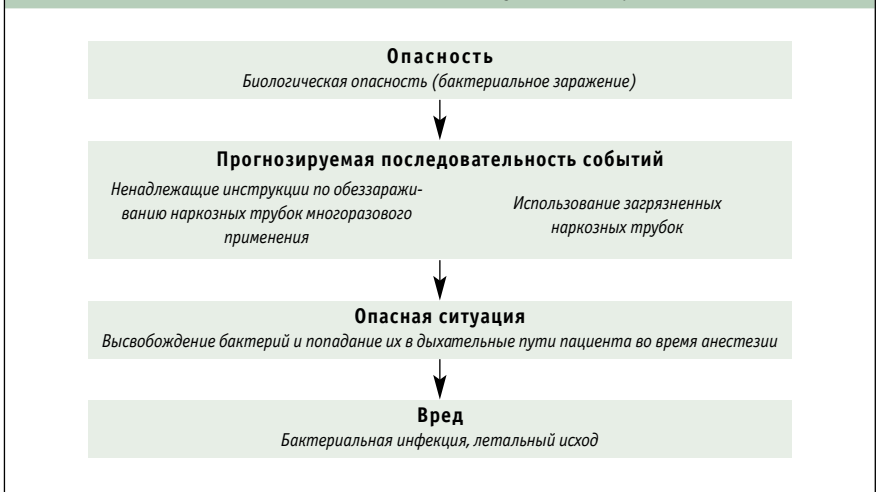 Опасность
Биологическая опасность (бактериальное заражение)
Прогнозируемая последовательность событий
Ненадлежащие инструкции по обеззаражи-
ванию наркозных трубок многоразового
применения
Использование загрязненных
наркозных трубок
Опасная ситуация
Высвобождение бактерий и попадание их в дыхательные пути пациента во время анестезии
Вред
Бактериальная инфекция, летальный исход